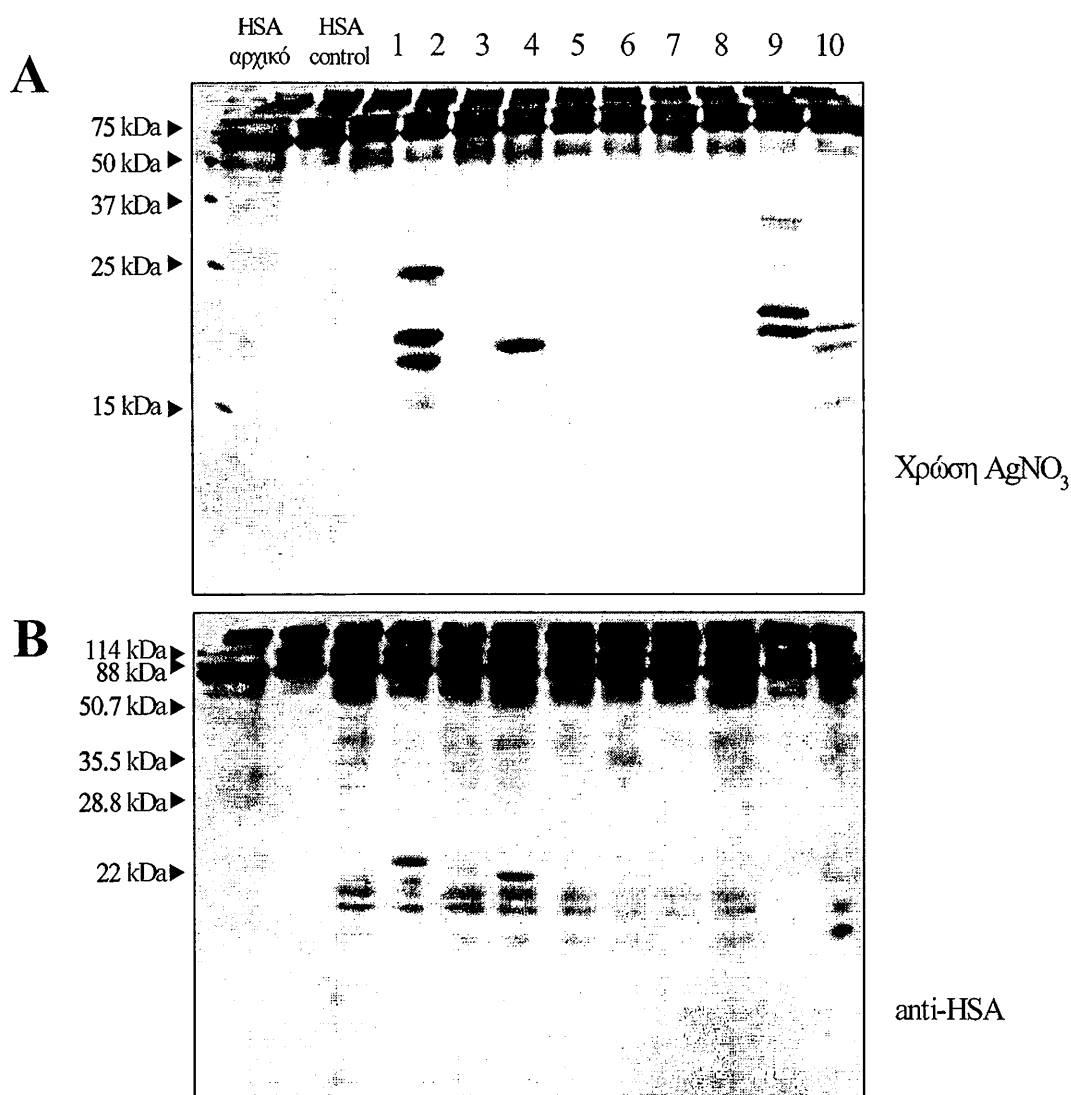 HSA αρχικό
HSA control
1 2 3 4 5 6 7 8 9 10
A
75 kDa
50 kDa
37 kDa
25 kDa
15 kDa
Χρώση AgNO₃
B
114 kDa
88 kDa
50.7 kDa
35.5 kDa
28.8 kDa
22 kDa
anti-HSA